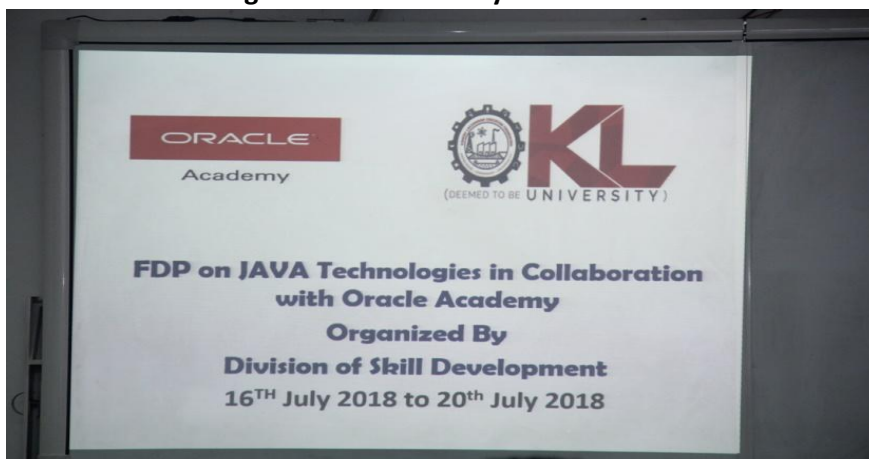 ORACLE
Academy
KL
(DEEMED TO BE UNIVERSITY)
FDP on JAVA Technologies in Collaboration
with Oracle Academy
Organized By
Division of Skill Development
16TH July 2018 to 20th July 2018